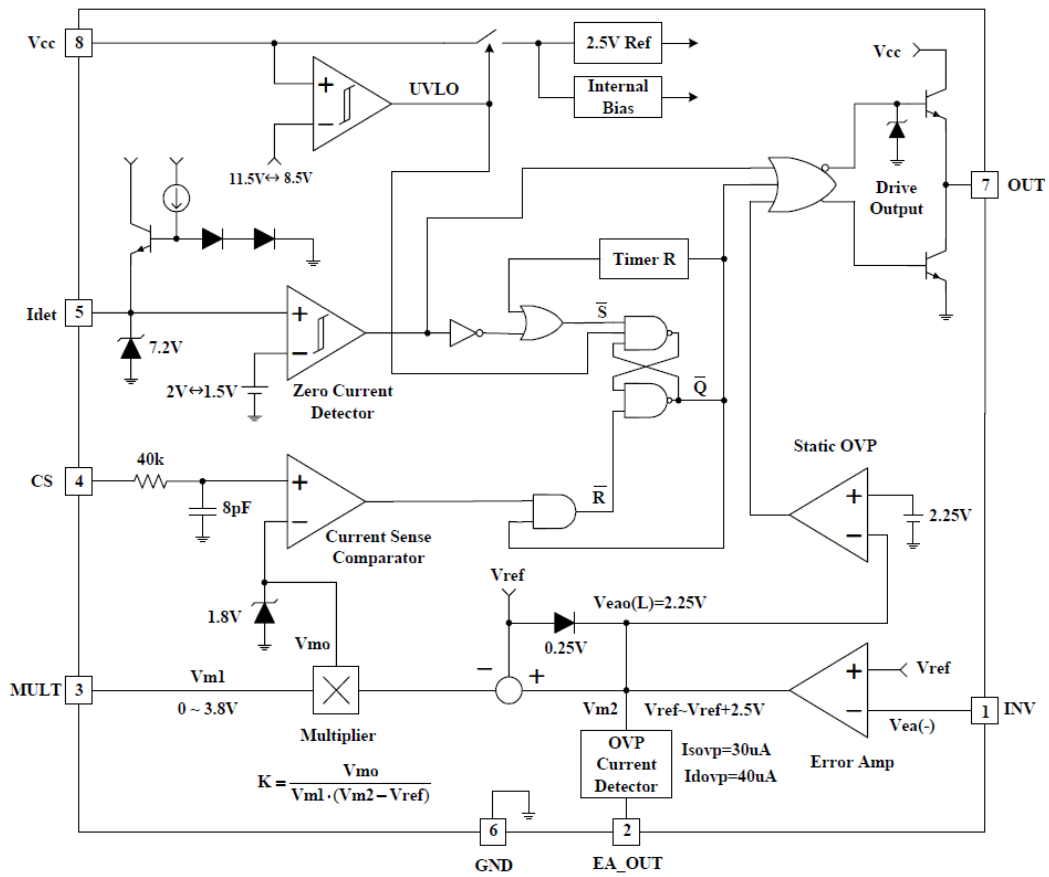 Vcc
8
2.5V Ref
Internal
Bias
UVLO
11.5V↔8.5V
Vcc
Drive
Output
7
OUT
Timer R
Idet
5
7.2V
2V↔1.5V
Zero Current
Detector
S̅
Q̅
R̅
CS
4
40k
8pF
Current Sense
Comparator
Static OVP
2.25V
1.8V
Vmo
Vref
Veao(L)=2.25V
0.25V
MULT
3
Vm1
0 ~ 3.8V
Multiplier
K = Vmo / Vm1·(Vm2−Vref)
Vm2
Vref~Vref+2.5V
Vref
1
INV
Vea(-)
Error Amp
OVP
Current
Detector
Isovp=30uA
Idovp=40uA
6
GND
2
EA_OUT